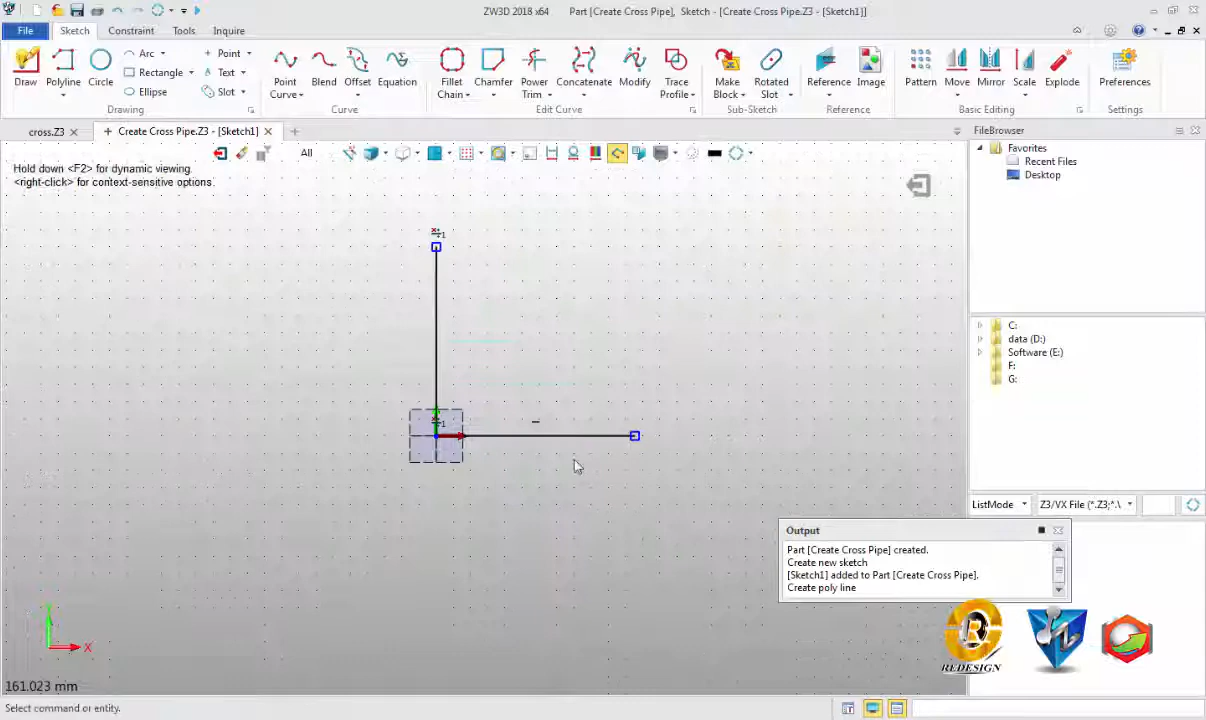 ZW3D 2018 x64 Part [Create Cross Pipe], Sketch - [Create Cross Pipe.Z3 - [Sketch1]]
File Sketch Constraint Tools Inquire
Draw Polyline Circle Arc Rectangle Ellipse Point Text Slot
Point Curve Blend Offset Equation
Fillet Chain Chamfer Power Trim Concatenate Modify Trace Profile
Make Block Rotated Slot Reference Image
Pattern Move Mirror Scale Explode Preferences
Drawing Curve Edit Curve Sub-Sketch Reference Basic Editing Settings
cross.Z3 Create Cross Pipe.Z3 - [Sketch1] FileBrowser
All
Favorites
Recent Files
Desktop
Hold down <F2> for dynamic viewing.
<right-click> for context-sensitive options.
1
1
C:
data (D:)
Software (E:)
F:
G:
ListMode Z3/VX File (*.Z3;*.\
Output
Part [Create Cross Pipe] created.
Create new sketch
[Sketch1] added to Part [Create Cross Pipe].
Create poly line
R
REDESIGN
Y
X
161.023 mm
Select command or entity.